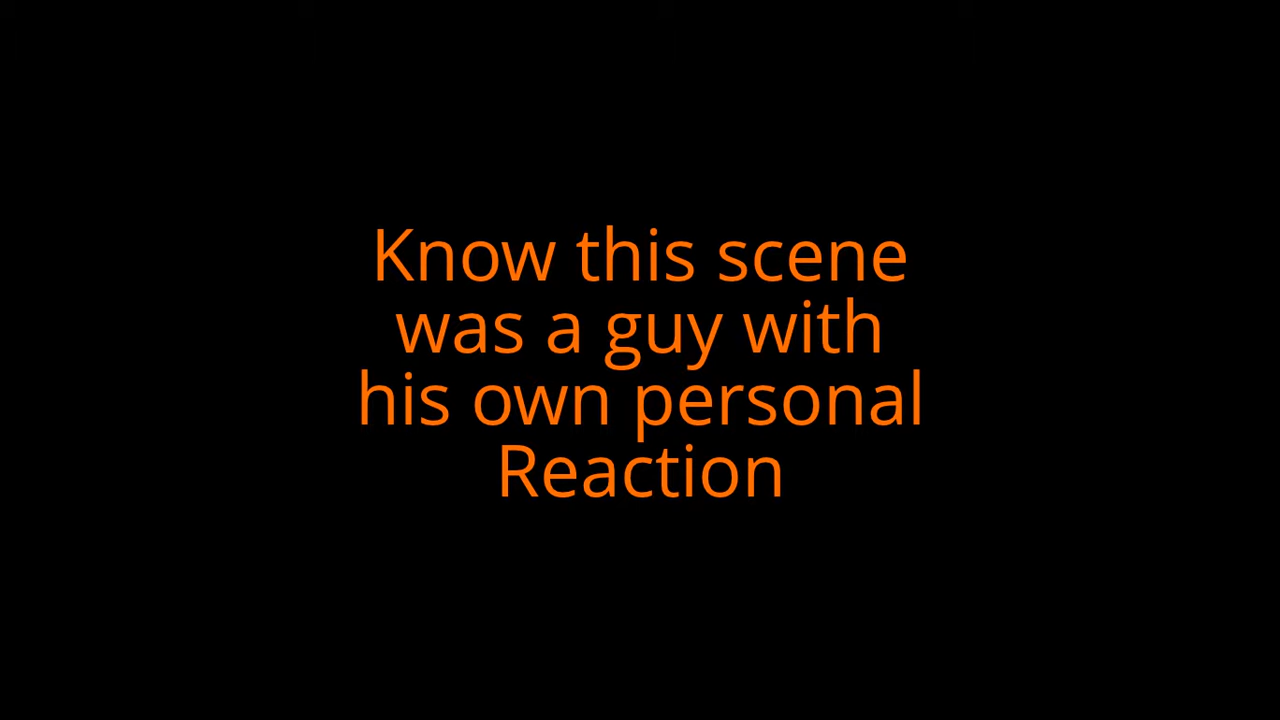 Know this scene
was a guy with
his own personal
Reaction